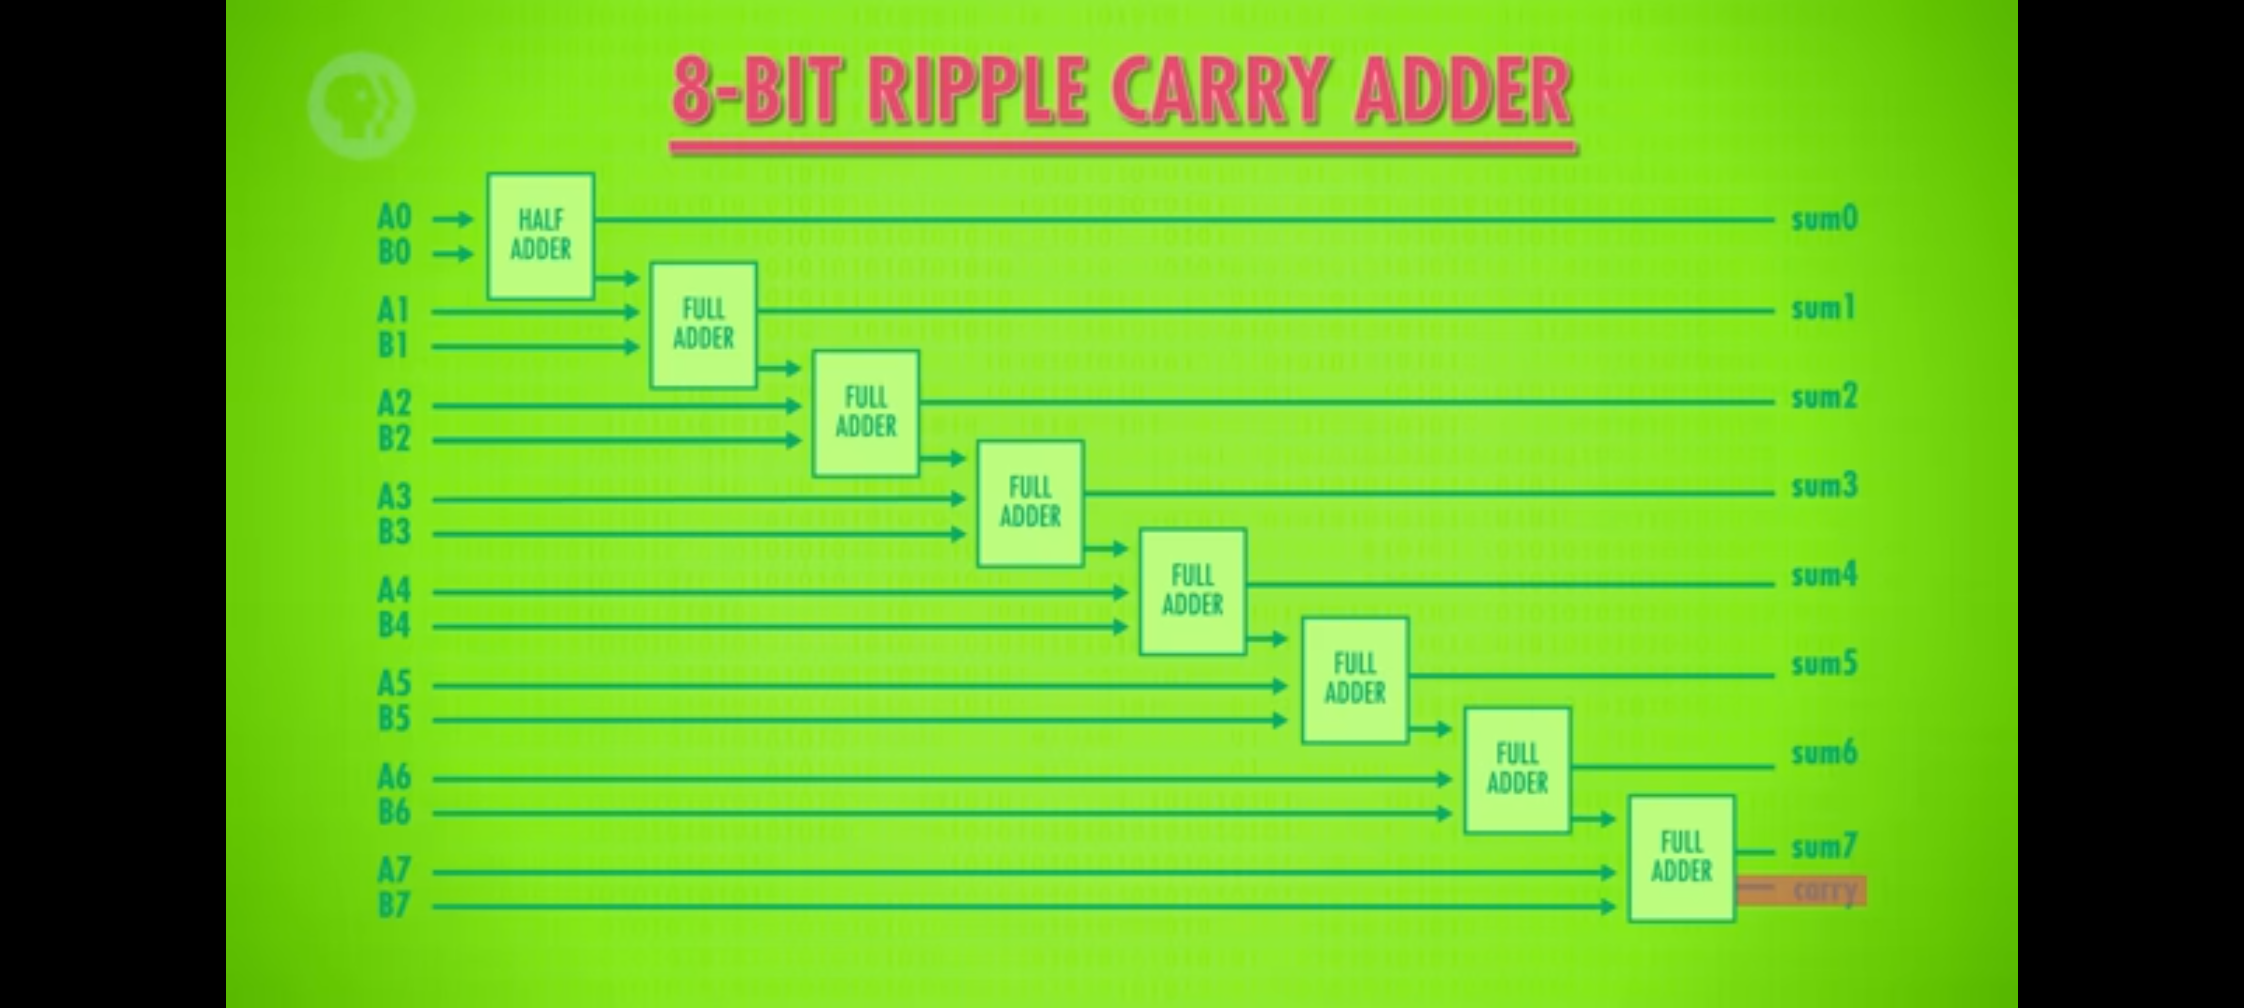 8-BIT RIPPLE CARRY ADDER
A0
B0
HALF
ADDER
sum0
A1
B1
FULL
ADDER
sum1
A2
B2
FULL
ADDER
sum2
A3
B3
FULL
ADDER
sum3
A4
B4
FULL
ADDER
sum4
A5
B5
FULL
ADDER
sum5
A6
B6
FULL
ADDER
sum6
A7
B7
FULL
ADDER
sum7
carry